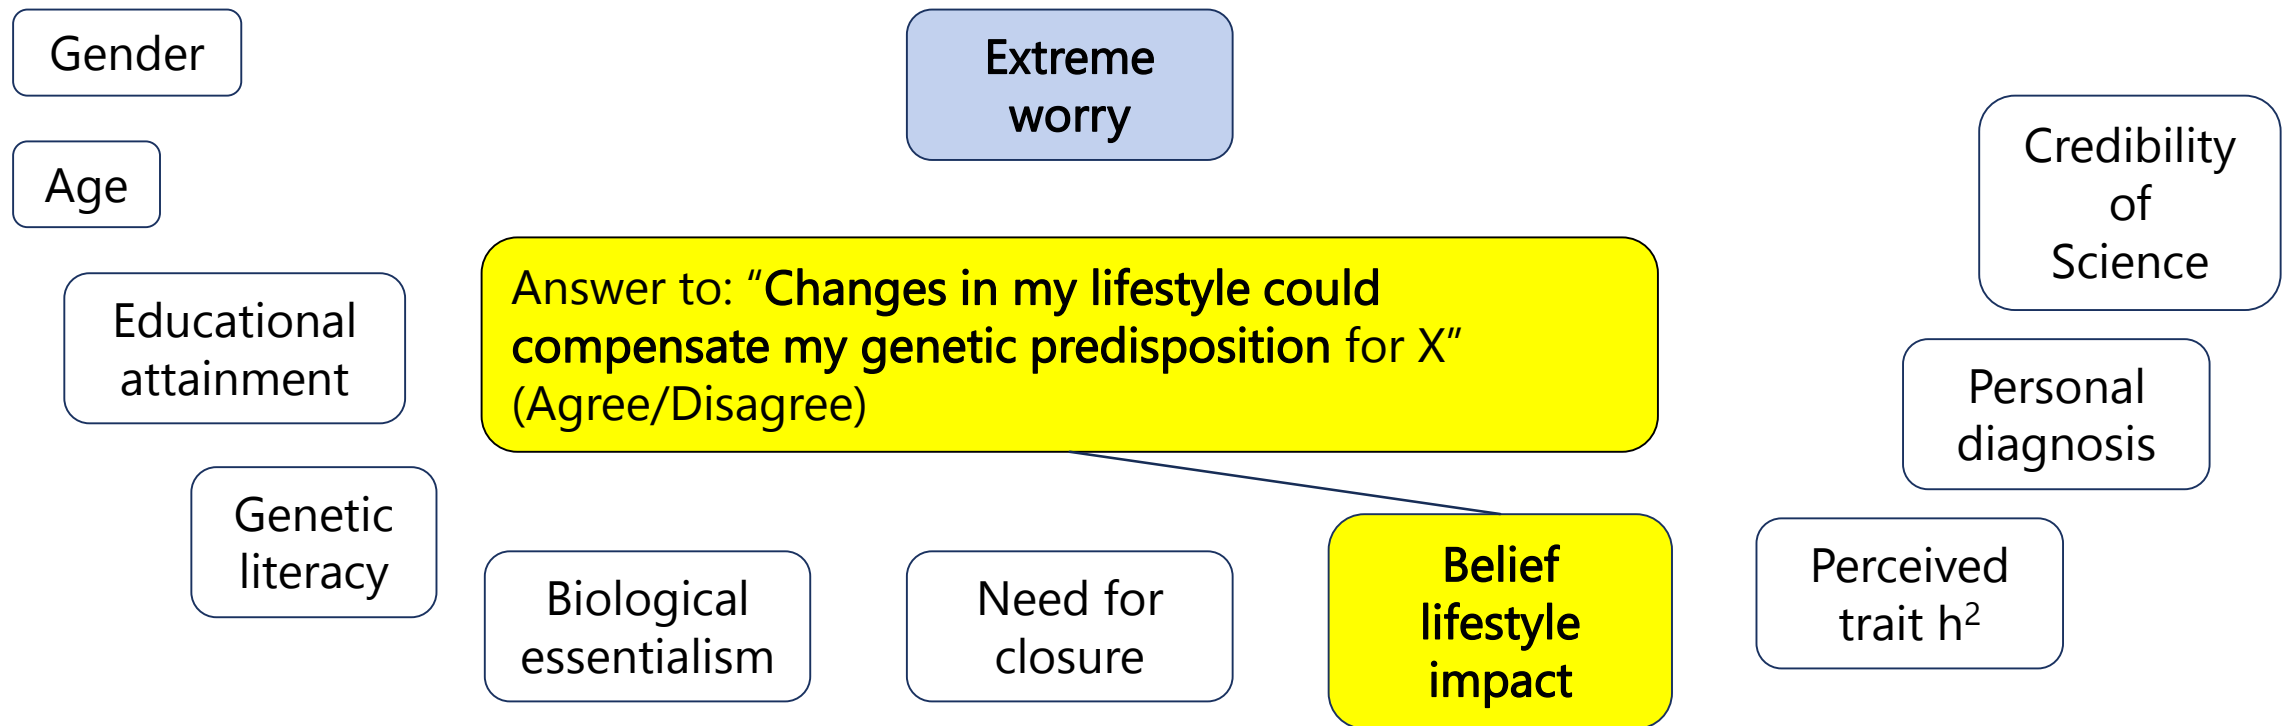 Gender
Extreme
worry
Age
Credibility
of
Science
Educational
attainment
Answer to: “Changes in my lifestyle could
compensate my genetic predisposition for X”
(Agree/Disagree)
Personal
diagnosis
Genetic
literacy
Biological
essentialism
Need for
closure
Belief
lifestyle
impact
Perceived
trait h²